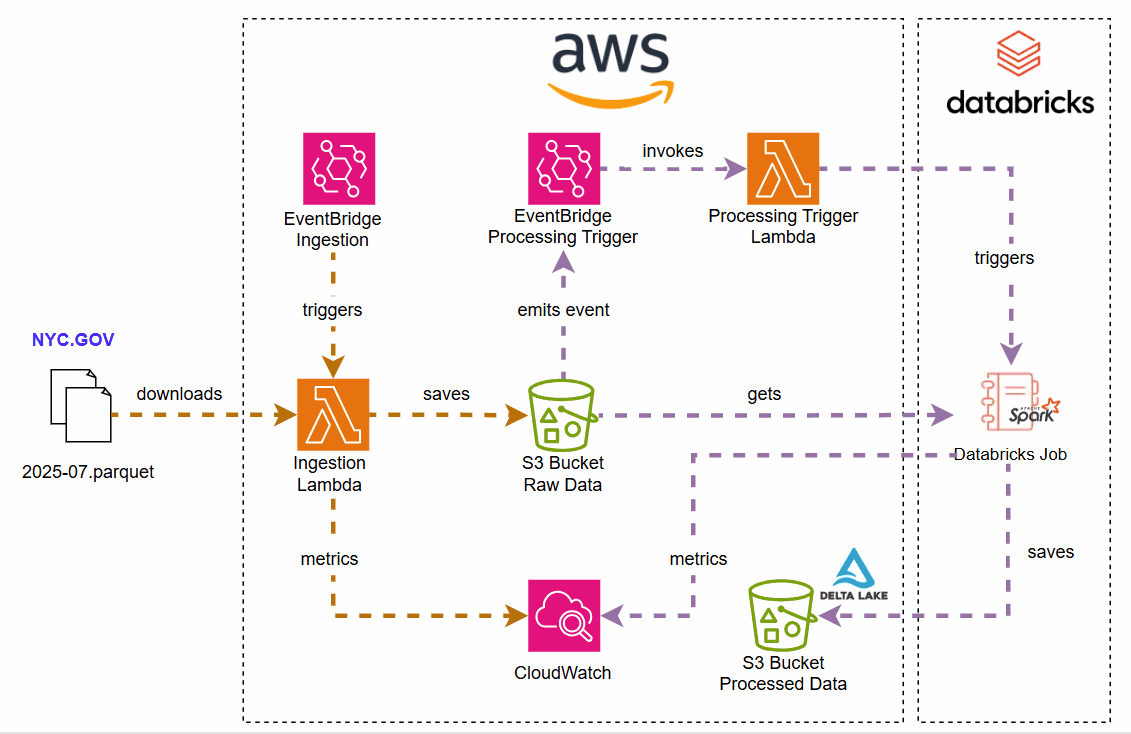 aws
databricks
invokes
EventBridge
Ingestion
EventBridge
Processing Trigger
Processing Trigger
Lambda
triggers
triggers
emits event
NYC.GOV
downloads
saves
gets
2025-07.parquet
Ingestion
Lambda
S3 Bucket
Raw Data
APACHE
Spark
Databricks Job
metrics
metrics
saves
DELTA LAKE
CloudWatch
S3 Bucket
Processed Data